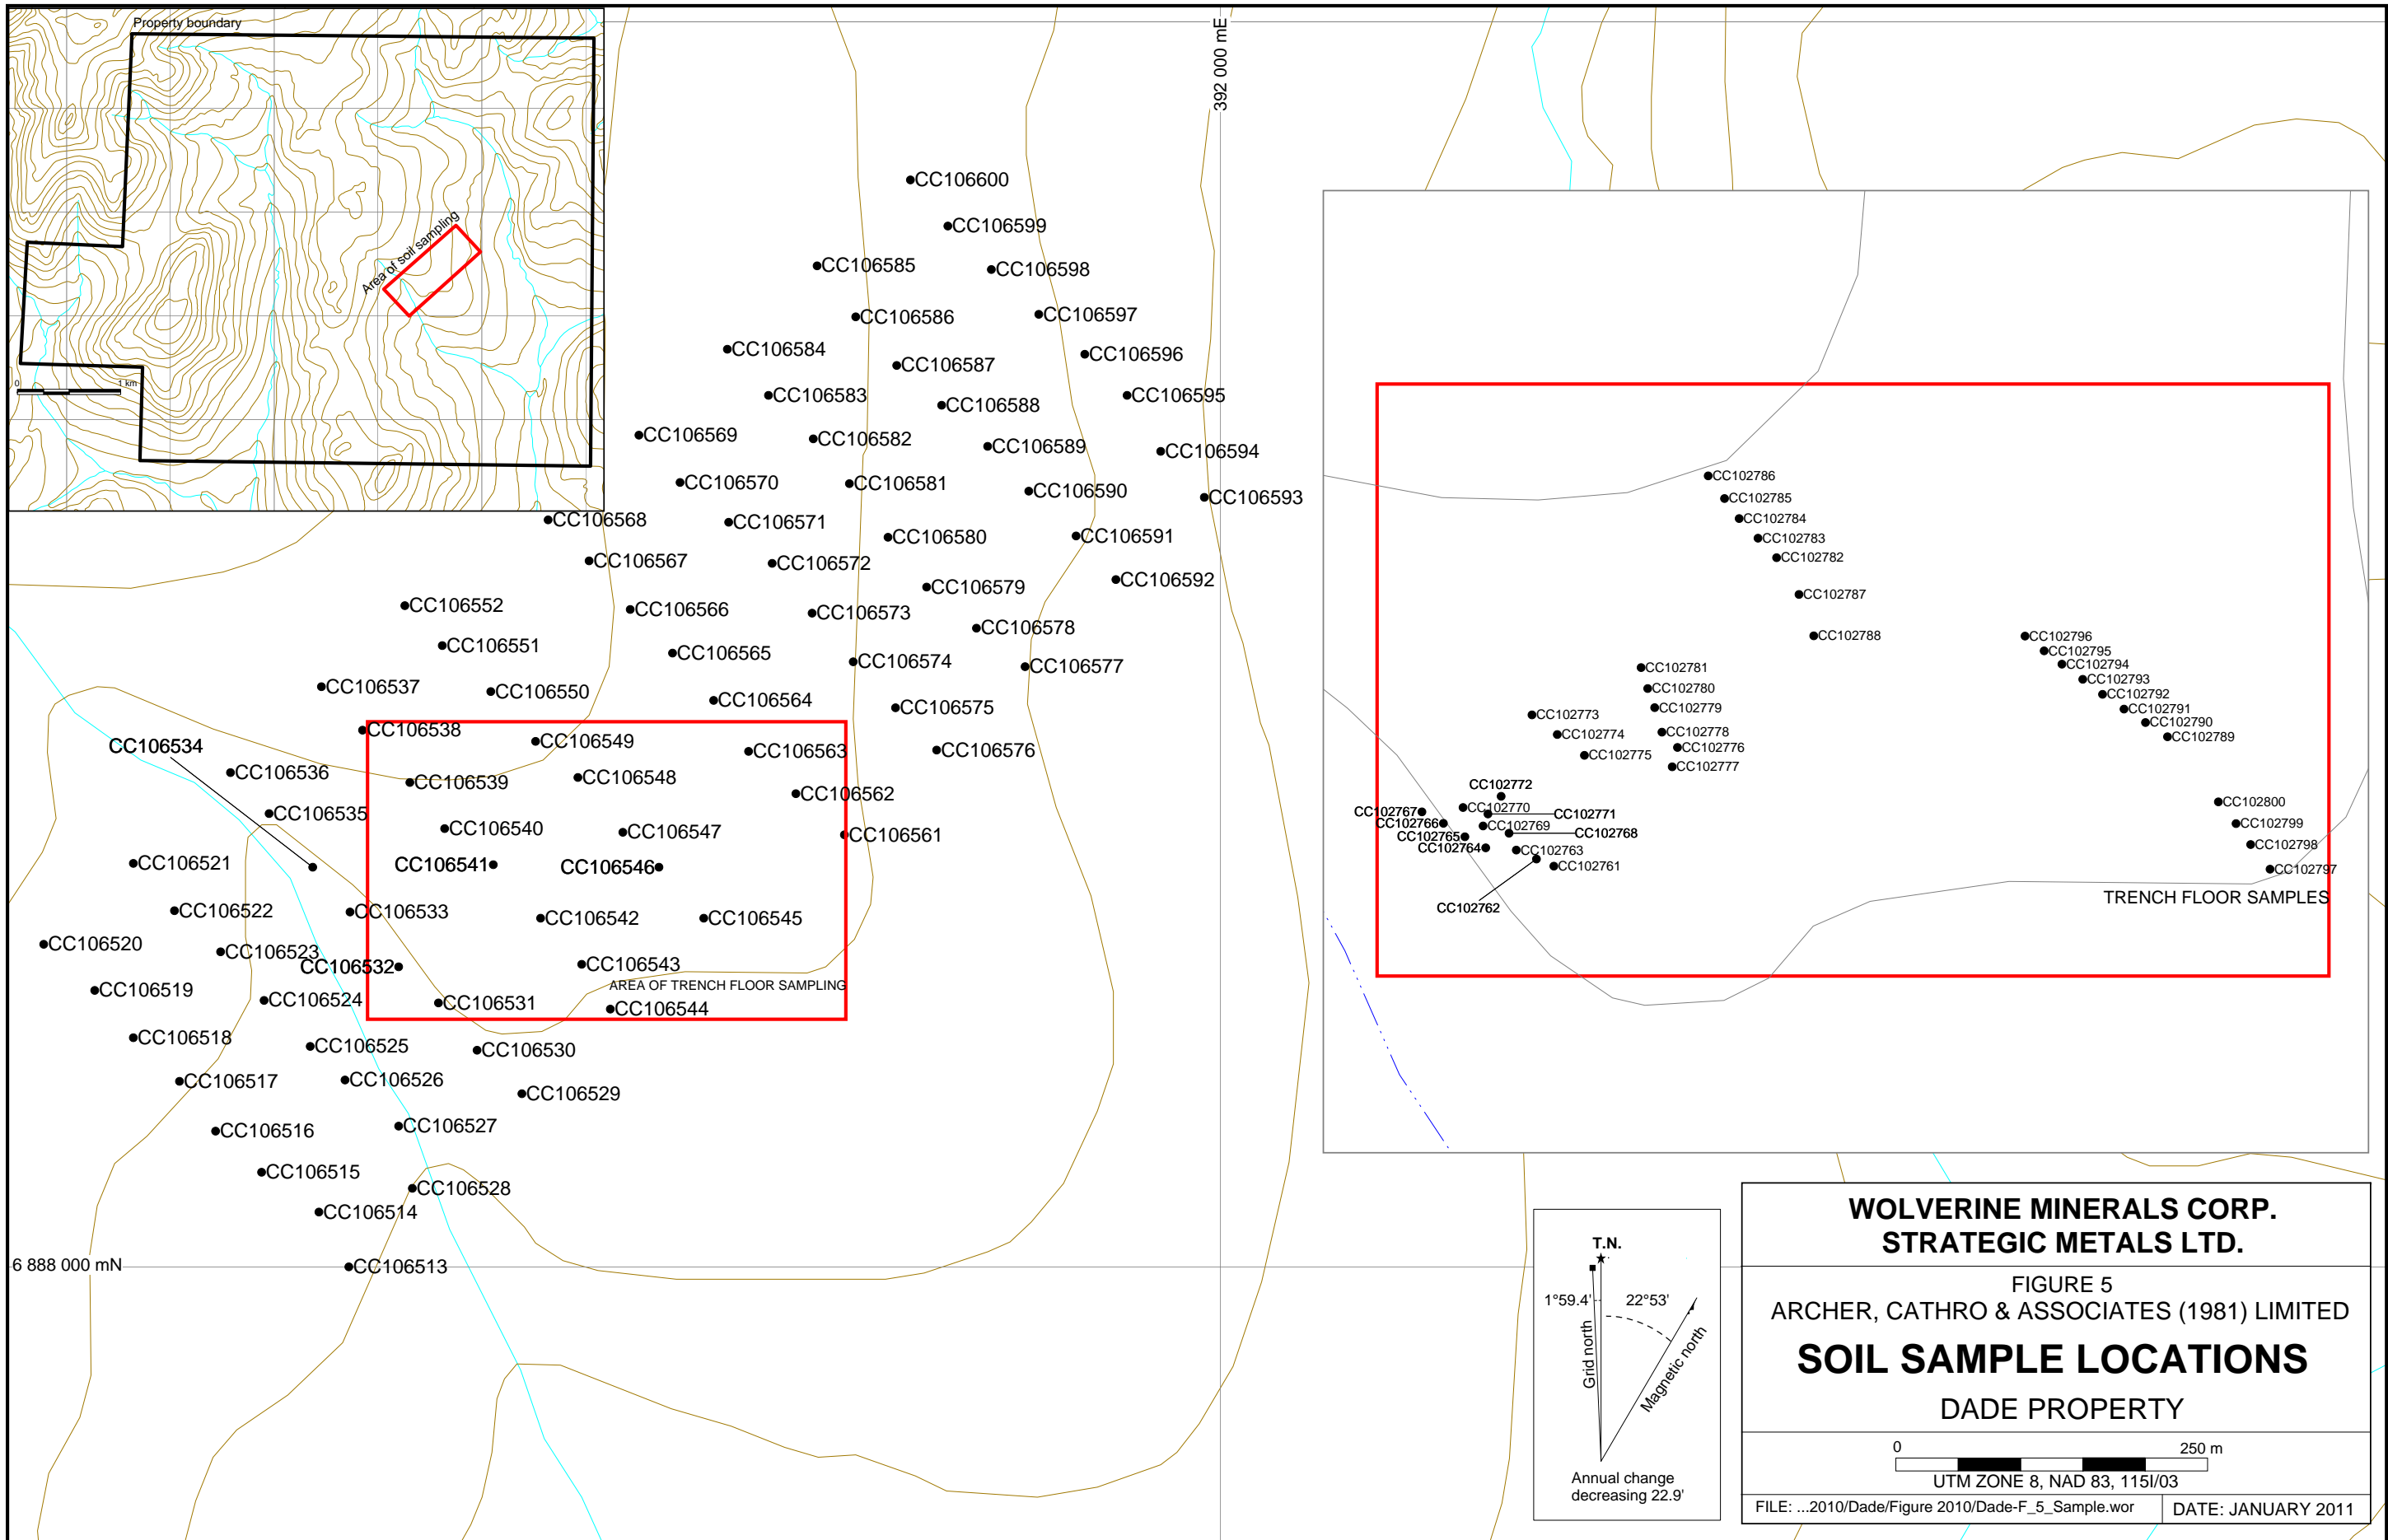 Property boundary
Area of soil sampling
0
1 km
392 000 mE
CC106600
CC106599
CC106585
CC106598
CC106586
CC106597
CC106584
CC106587
CC106596
CC106583
CC106588
CC106595
CC106569
CC106582
CC106589
CC106594
CC106570
CC106581
CC106590
CC106593
CC106568
CC106571
CC106580
CC106591
CC106567
CC106572
CC106579
CC106592
CC106552
CC106566
CC106573
CC106578
CC106551
CC106565
CC106574
CC106577
CC106537
CC106550
CC106564
CC106575
CC106538
CC106549
CC106563
CC106576
CC106534
CC106536
CC106539
CC106548
CC106562
CC106535
CC106540
CC106547
CC106561
CC106521
CC106541
CC106546
CC106522
CC106533
CC106542
CC106545
CC106520
CC106523
CC106532
CC106543
AREA OF TRENCH FLOOR SAMPLING
CC106519
CC106524
CC106531
CC106544
CC106518
CC106525
CC106530
CC106517
CC106526
CC106529
CC106516
CC106527
CC106515
CC106528
CC106514
6 888 000 mN
CC106513
CC102786
CC102785
CC102784
CC102783
CC102782
CC102787
CC102788
CC102796
CC102795
CC102794
CC102793
CC102792
CC102791
CC102790
CC102789
CC102781
CC102780
CC102779
CC102778
CC102776
CC102777
CC102773
CC102774
CC102775
CC102772
CC102767
CC102770
CC102771
CC102766
CC102769
CC102768
CC102765
CC102764
CC102763
CC102761
CC102762
CC102800
CC102799
CC102798
CC102797
TRENCH FLOOR SAMPLES
T.N.
1°59.4'
22°53'
Grid north
Magnetic north
Annual change
decreasing 22.9'
WOLVERINE MINERALS CORP.
STRATEGIC METALS LTD.
FIGURE 5
ARCHER, CATHRO & ASSOCIATES (1981) LIMITED
SOIL SAMPLE LOCATIONS
DADE PROPERTY
0
250 m
UTM ZONE 8, NAD 83, 115I/03
FILE: ...2010/Dade/Figure 2010/Dade-F_5_Sample.wor
DATE: JANUARY 2011